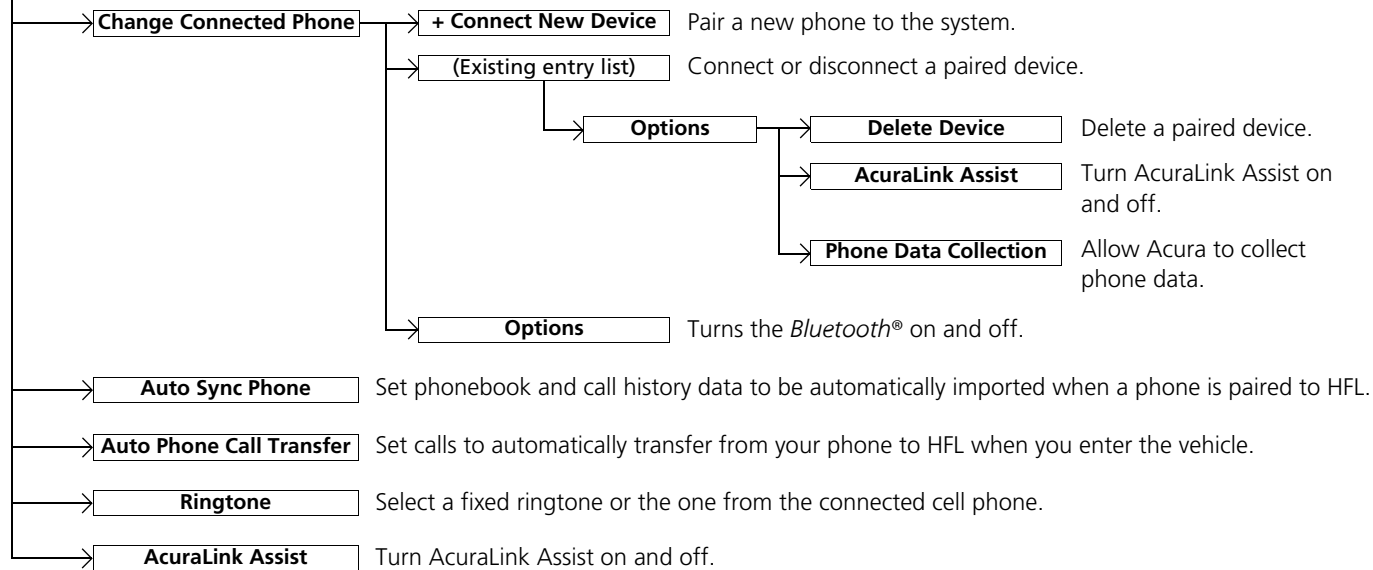 Change Connected Phone
+ Connect New Device
Pair a new phone to the system.
(Existing entry list)
Connect or disconnect a paired device.
Options
Delete Device
Delete a paired device.
AcuraLink Assist
Turn AcuraLink Assist on
and off.
Phone Data Collection
Allow Acura to collect
phone data.
Options
Turns the Bluetooth® on and off.
Auto Sync Phone
Set phonebook and call history data to be automatically imported when a phone is paired to HFL.
Auto Phone Call Transfer
Set calls to automatically transfer from your phone to HFL when you enter the vehicle.
Ringtone
Select a fixed ringtone or the one from the connected cell phone.
AcuraLink Assist
Turn AcuraLink Assist on and off.